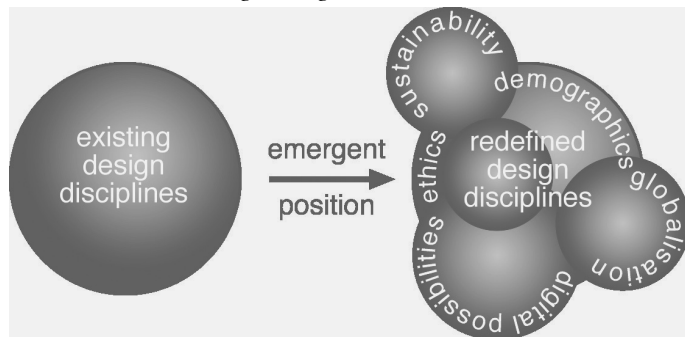 existing
design
disciplines
emergent
position
sustainability
demographics
ethics
redefined
design
disciplines
globalisation
digital possibilities